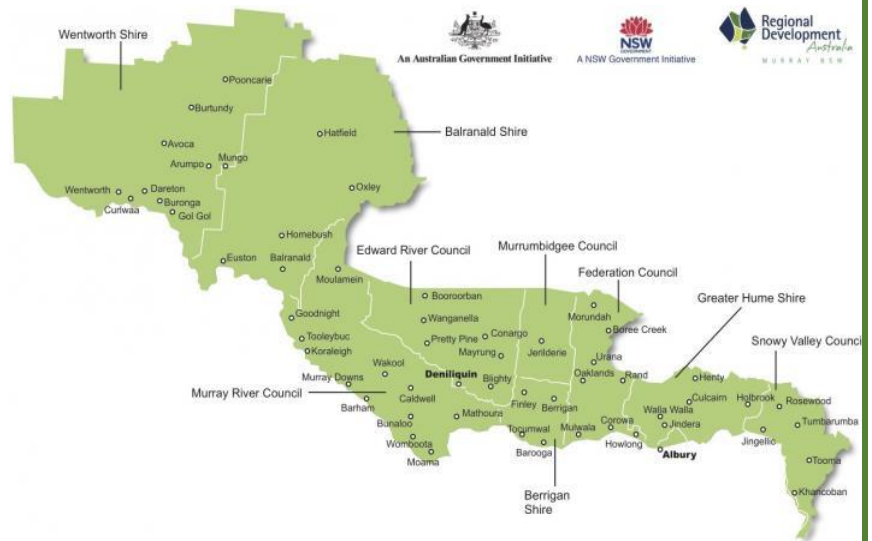 Wentworth Shire
An Australian Government Initiative
NSW
GOVERNMENT
A NSW Government Initiative
Regional
Development
Australia
MURRAY NSW
Pooncarie
Burtundy
Hatfield
Balranald Shire
Avoca
Arumpo
Mungo
Wentworth
Dareton
Oxley
Curlwaa
Buronga
Gol Gol
Homebush
Edward River Council
Murrumbidgee Council
Euston
Balranald
Moulamein
Federation Council
Greater Hume Shire
Booroorban
Goodnight
Wanganella
Morundah
Boree Creek
Snowy Valley Counci
Tooleybuc
Pretty Pine
Conargo
Koraleigh
Mayrung
Jerilderie
Urana
Wakool
Murray Downs
Deniliquin
Blighty
Oaklands
Rand
Henty
Murray River Council
Caldwell
Finley
Berrigan
Culcairn
Holbrook
Rosewood
Barham
Mathoura
Walla Walla
Bunaloo
Corowa
Jindera
Tumbarumba
Womboota
Tocumwal
Mulwala
Howlong
Jingellic
Moama
Barooga
Albury
Tooma
Berrigan
Shire
Khancoban